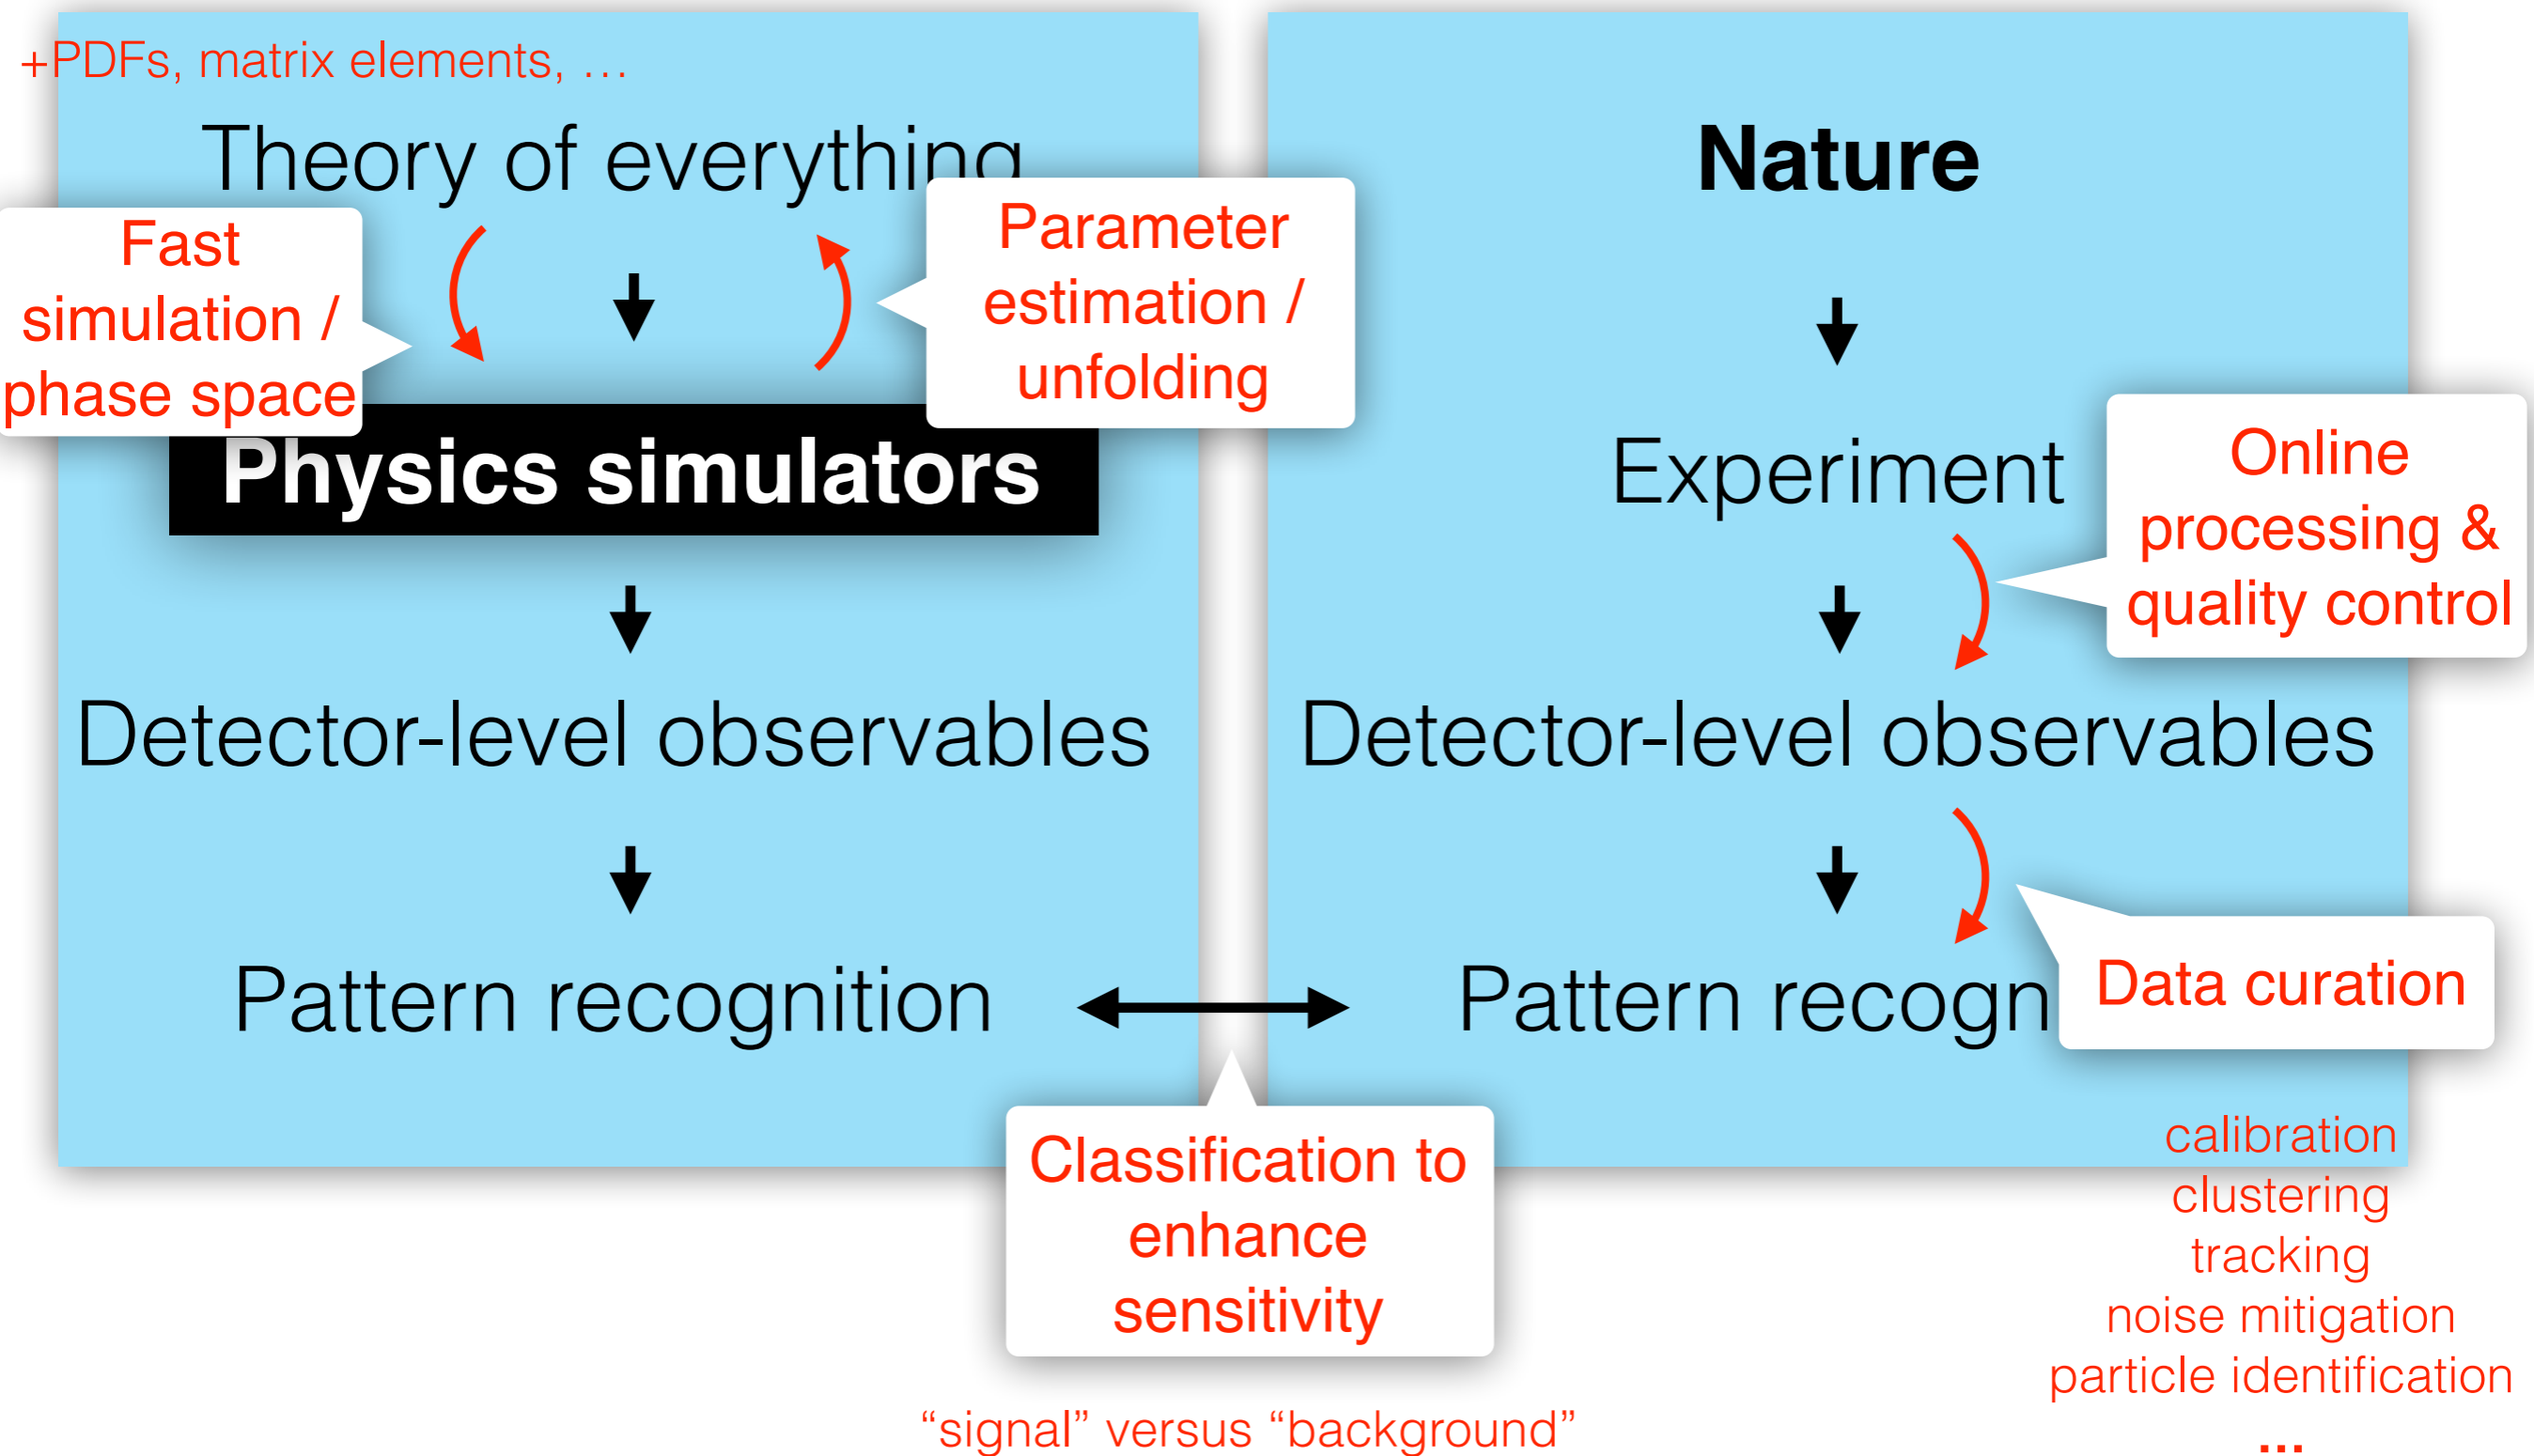 +PDFs, matrix elements, …
Theory of everything
Fast
simulation /
phase space
Parameter
estimation /
unfolding
Physics simulators
Detector-level observables
Pattern recognition
Nature
Experiment
Online
processing &
quality control
Detector-level observables
Pattern recogn
Data curation
Classification to
enhance
sensitivity
“signal” versus “background”
calibration
clustering
tracking
noise mitigation
particle identification
...